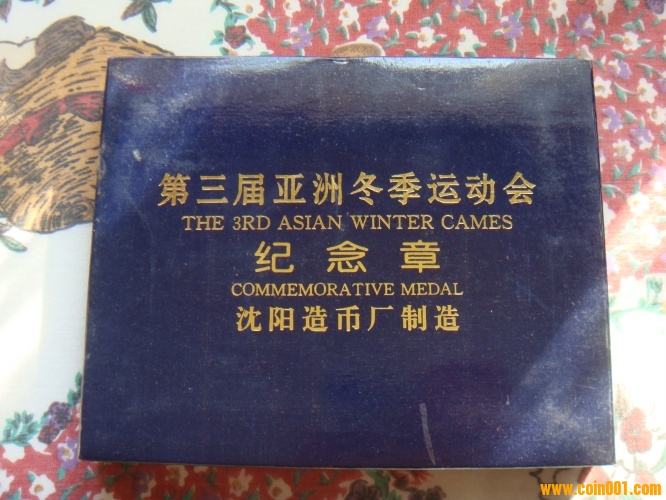 第三届亚洲冬季运动会
THE 3RD ASIAN WINTER CAMES
纪念章
COMMEMORATIVE MEDAL
沈阳造币厂制造
www.coin001.com